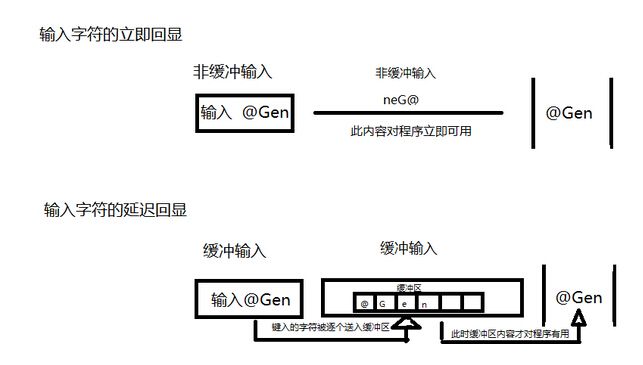 输入字符的立即回显
非缓冲输入
非缓冲输入
输入 @Gen
neG@
@Gen
此内容对程序立即可用
输入字符的延迟回显
缓冲输入
缓冲输入
输入@Gen
缓冲区
@ G e n
@Gen
键入的字符被逐个送入缓冲区
此时缓冲区内容才对程序有用